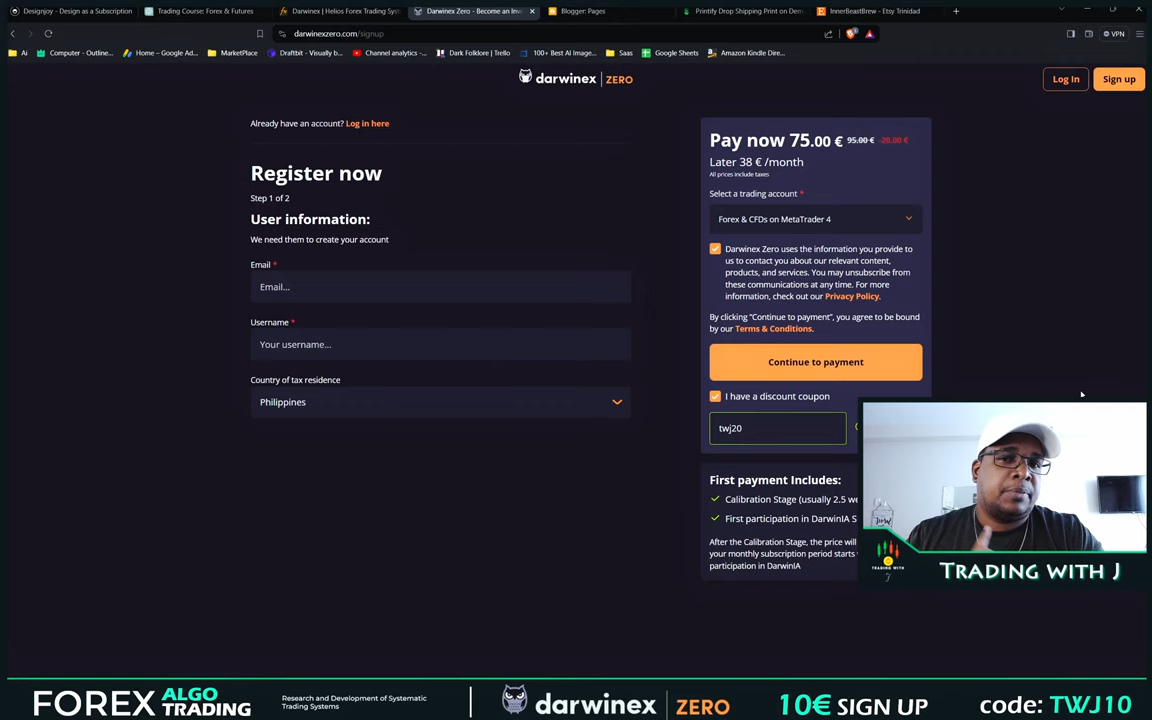 Designjoy - Design as a Subscription
Trading Course: Forex & Futures
Darwinex | Helios Forex Trading Syst
Darwinex Zero - Become an Inv
Blogger: Pages
Printify Drop Shipping Print on Dem
InnerBeastBrew - Etsy Trinidad
darwinexzero.com/signup
VPN
Ai
Computer - Outline...
Home – Google Ad...
MarketPlace
Draftbit - Visually b...
Channel analytics -...
Dark Folklore | Trello
100+ Best AI Image...
Saas
Google Sheets
Amazon Kindle Dire...
darwinex | ZERO
Log In
Sign up
Already have an account? Log in here
Register now
Step 1 of 2
User information:
We need them to create your account
Email *
Email...
Username *
Your username...
Country of tax residence
Philippines
Pay now 75.00 € 95.00 € -20.00 €
Later 38 € /month
All prices include taxes
Select a trading account *
Forex & CFDs on MetaTrader 4
Darwinex Zero uses the information you provide to
us to contact you about our relevant content,
products, and services. You may unsubscribe from
these communications at any time. For more
information, check out our Privacy Policy.
By clicking “Continue to payment”, you agree to be bound
by our Terms & Conditions.
Continue to payment
I have a discount coupon
twj20
First payment Includes:
Calibration Stage (usually 2.5 we
First participation in DarwinIA S
After the Calibration Stage, the price will
your monthly subscription period starts
participation in DarwinIA
TRADING WITH
J
TRADING WITH J
FOREX ALGO TRADING
Research and Development of Systematic
Trading Systems
darwinex | ZERO
10€ SIGN UP
code: TWJ10